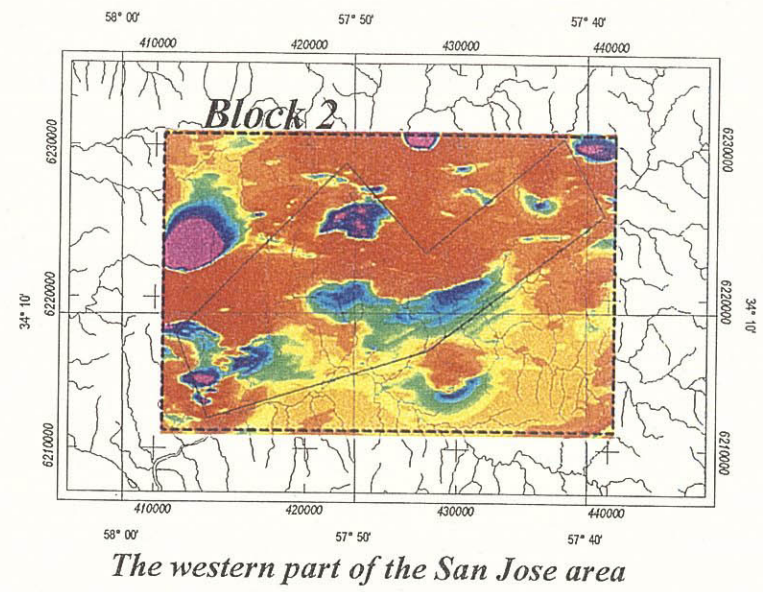 58° 00' 57° 50' 57° 40'
410000 420000 430000 440000
Block 2
6230000 6230000
6220000 6220000
34° 10' 34° 10'
6210000 6210000
410000 420000 430000 440000
58° 00' 57° 50' 57° 40'
The western part of the San Jose area